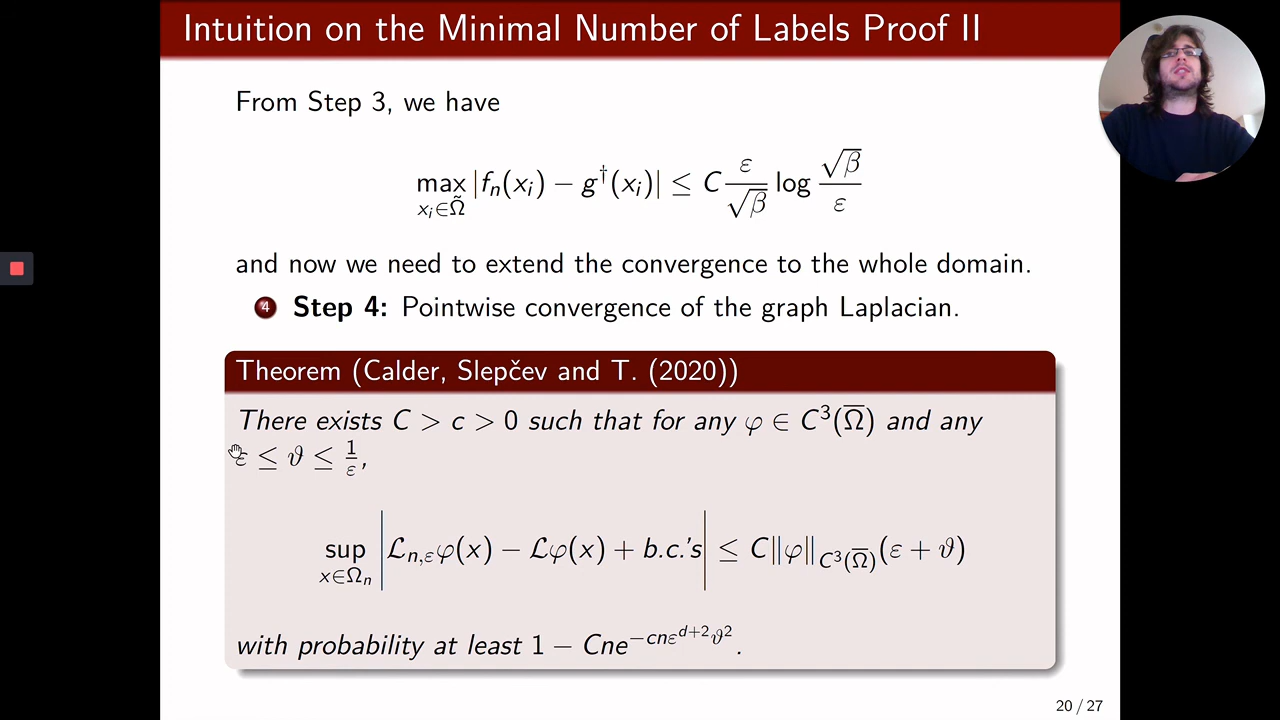 Intuition on the Minimal Number of Labels Proof II
From Step 3, we have
max_{x_i∈Ω̃} |f_n(x_i) − g^†(x_i)| ≤ C ε/√β log √β/ε
and now we need to extend the convergence to the whole domain.
4 Step 4: Pointwise convergence of the graph Laplacian.
Theorem (Calder, Slepčev and T. (2020))
There exists C > c > 0 such that for any φ ∈ C³(Ω̅) and any
ε ≤ ϑ ≤ 1/ε,
sup_{x∈Ω_n} |ℒ_{n,ε}φ(x) − ℒφ(x) + b.c.'s| ≤ C‖φ‖_{C³(Ω̅)}(ε + ϑ)
with probability at least 1 − Cne^{−cnε^{d+2}ϑ²}.
20 / 27